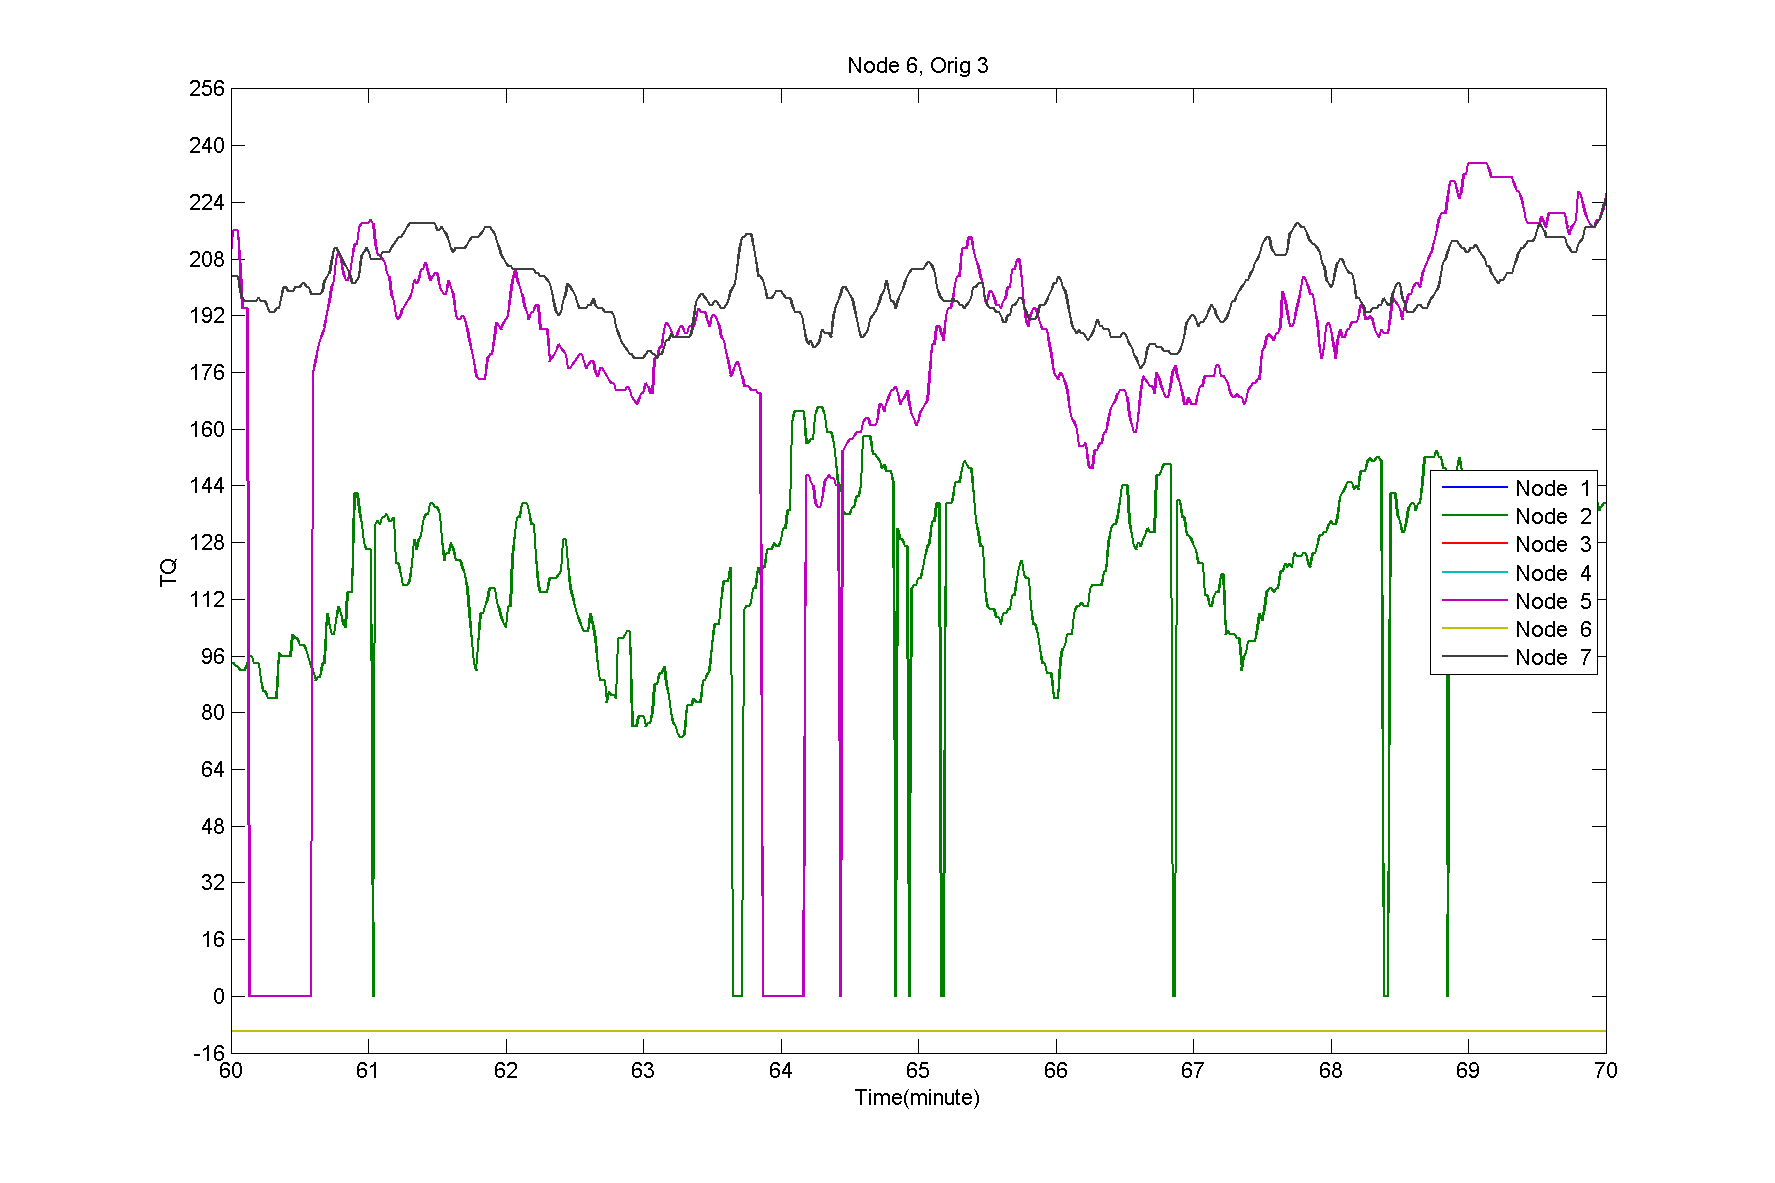 Node 6, Orig 3
256
240
224
208
192
176
160
144
128
112
96
80
64
48
32
16
0
-16
TQ
Node 1
Node 2
Node 3
Node 4
Node 5
Node 6
Node 7
60 61 62 63 64 65 66 67 68 69 70
Time(minute)